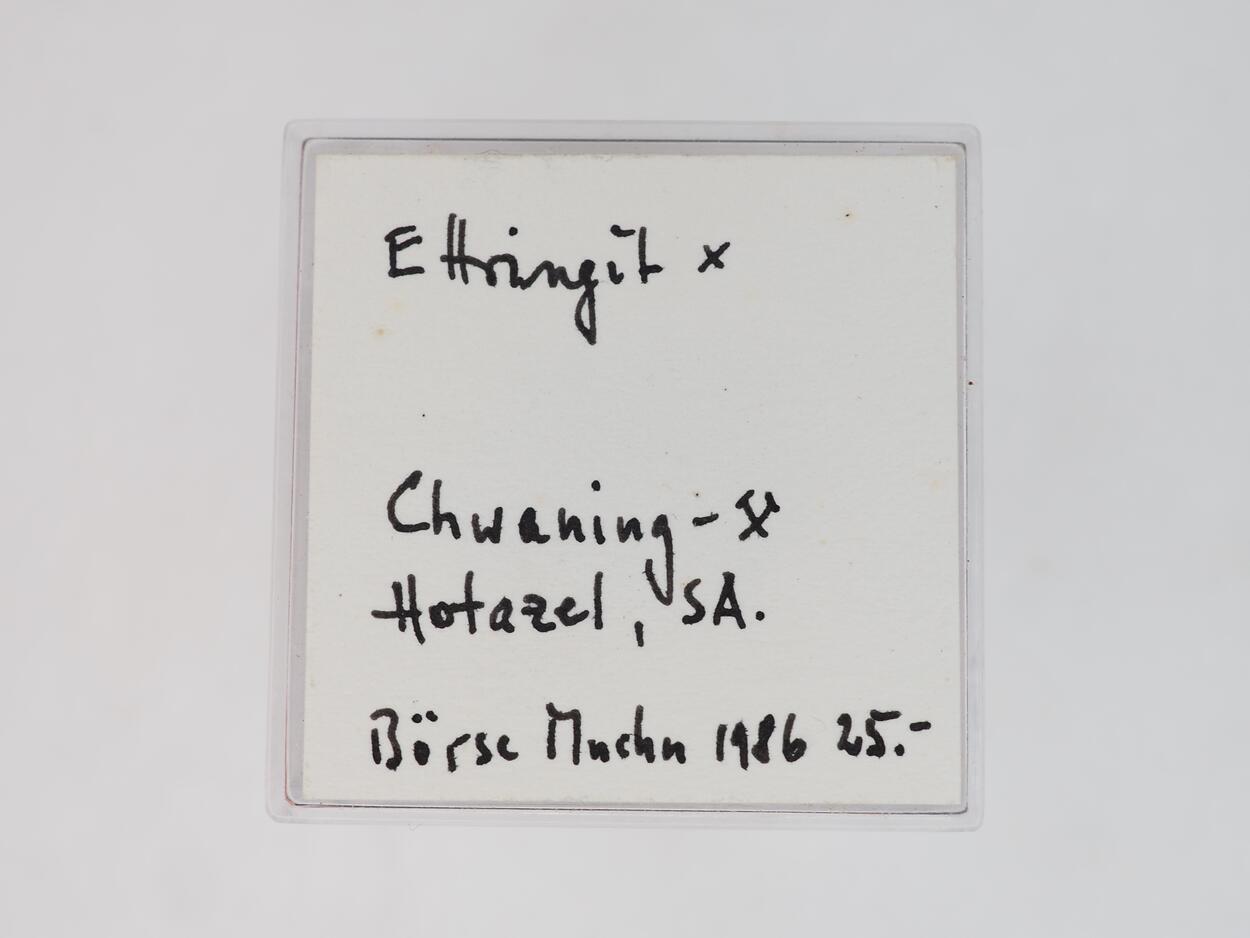 Ettringit x
Chwaning-⚒
Hotazel, SA.
Börse Muchn 1986 25.-